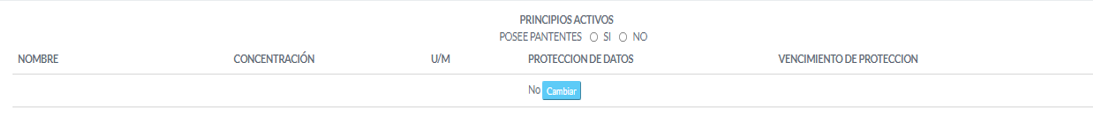 PRINCIPIOS ACTIVOS
POSEE PANTENTES SI NO
NOMBRE CONCENTRACIÓN U/M PROTECCION DE DATOS VENCIMIENTO DE PROTECCION
No Cambiar